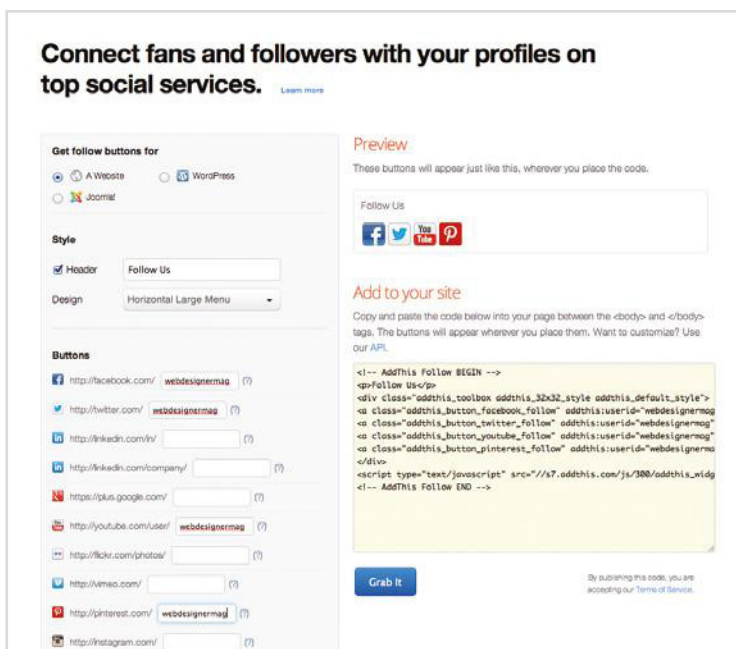 Connect fans and followers with your profiles on
top social services. Learn more
Get follow buttons for
A Website WordPress
Joomla!
Style
Header Follow Us
Design Horizontal Large Menu
Buttons
http://facebook.com/ webdesignermag (?)
http://twitter.com/ webdesignermag (?)
http://linkedin.com/in/ (?)
http://linkedin.com/company/ (?)
https://plus.google.com/ (?)
http://youtube.com/user/ webdesignermag (?)
http://flickr.com/photos/ (?)
http://vimeo.com/ (?)
http://pinterest.com/ webdesignermag (?)
http://instagram.com/ (?)
Preview
These buttons will appear just like this, wherever you place the code.
Follow Us
You
Tube
Add to your site
Copy and paste the code below into your page between the <body> and </body>
tags. The buttons will appear wherever you place them. Want to customize? Use
our API.
<!-- AddThis Follow BEGIN -->
<p>Follow Us</p>
<div class="addthis_toolbox addthis_32x32_style addthis_default_style">
<a class="addthis_button_facebook_follow" addthis:userid="webdesignermag
<a class="addthis_button_twitter_follow" addthis:userid="webdesignermag"
<a class="addthis_button_youtube_follow" addthis:userid="webdesignermag"
<a class="addthis_button_pinterest_follow" addthis:userid="webdesignerma
</div>
<script type="text/javascript" src="//s7.addthis.com/js/300/addthis_widg
<!-- AddThis Follow END -->
Grab It
By publishing this code, you are
accepting our Terms of Service.